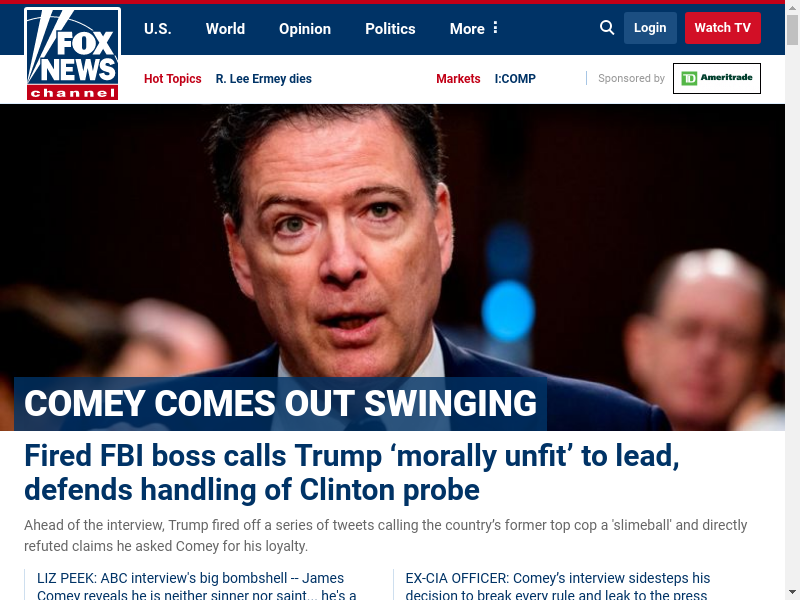 U.S. World Opinion Politics More Login Watch TV
FOX
NEWS
channel
Hot Topics R. Lee Ermey dies Markets I:COMP Sponsored by TD Ameritrade
COMEY COMES OUT SWINGING
Fired FBI boss calls Trump ‘morally unfit’ to lead,
defends handling of Clinton probe
Ahead of the interview, Trump fired off a series of tweets calling the country’s former top cop a 'slimeball' and directly
refuted claims he asked Comey for his loyalty.
LIZ PEEK: ABC interview's big bombshell -- James
Comey reveals he is neither sinner nor saint... he's a
EX-CIA OFFICER: Comey’s interview sidesteps his
decision to break every rule and leak to the press